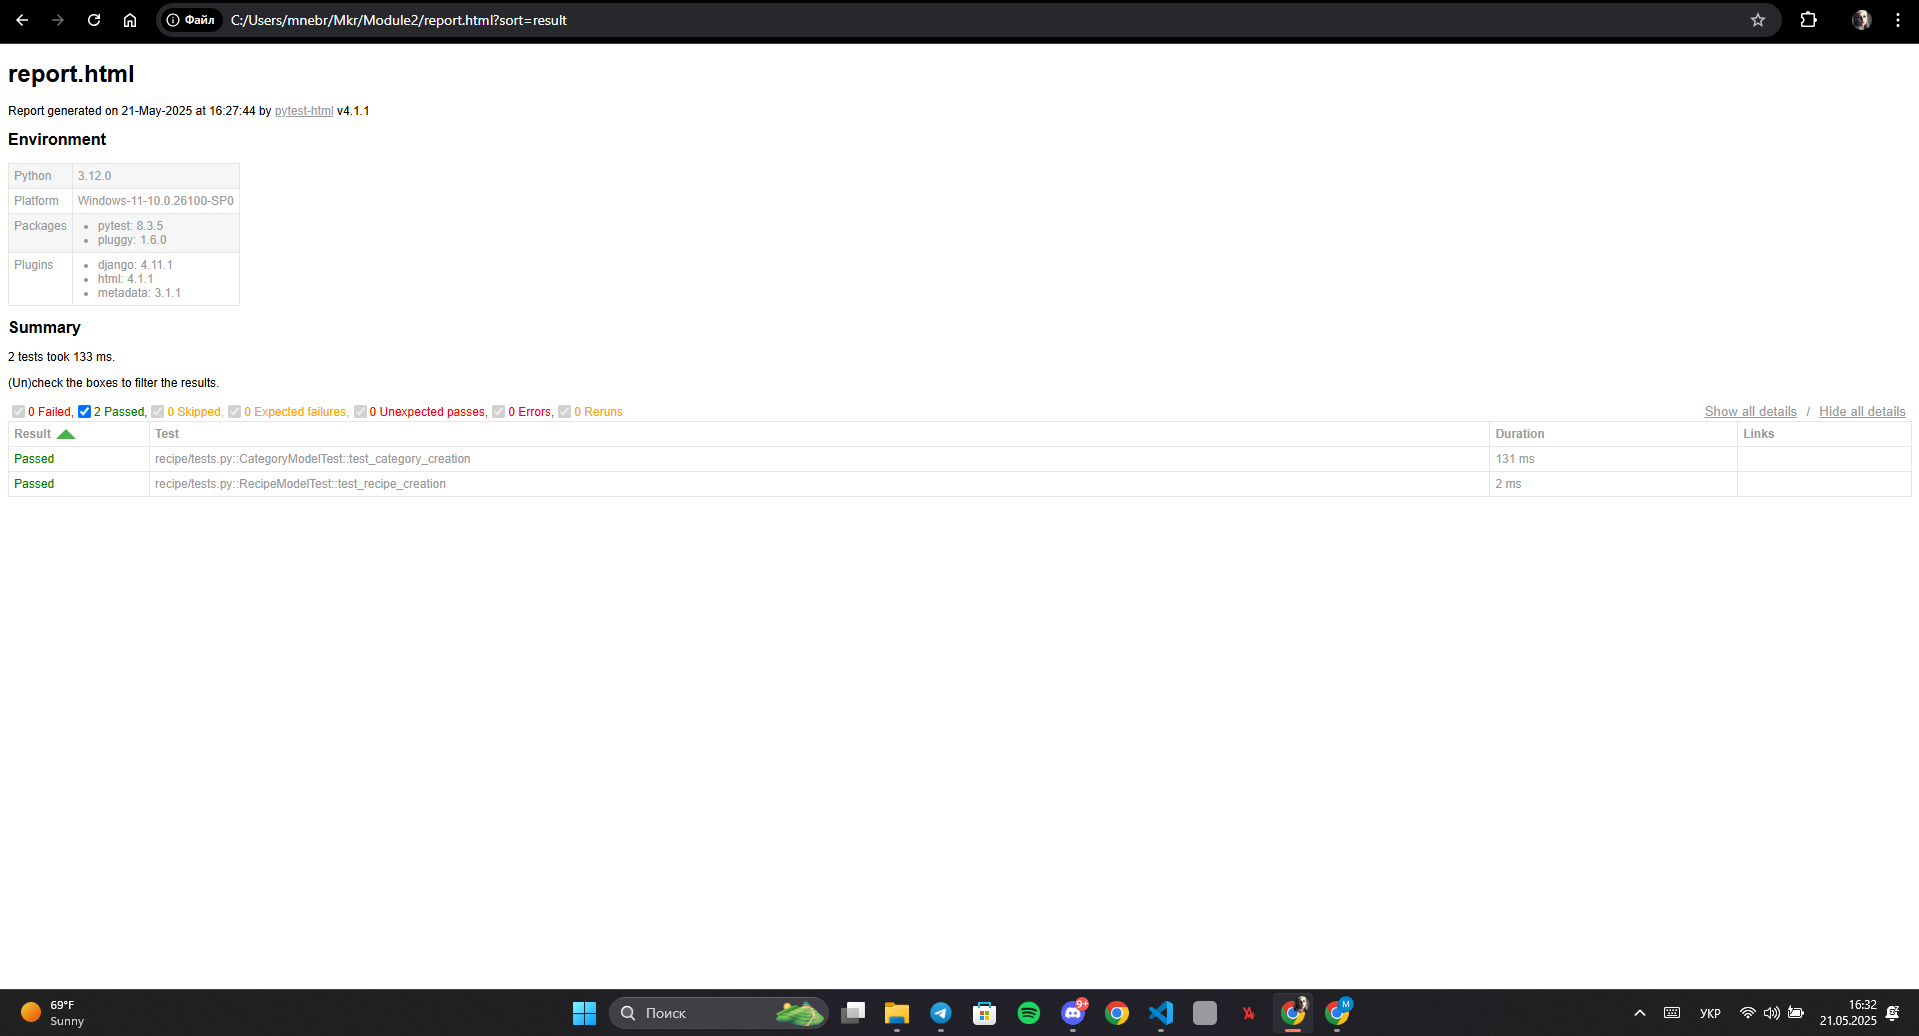 Файл
C:/Users/mnebr/Mkr/Module2/report.html?sort=result
report.html
Report generated on 21-May-2025 at 16:27:44 by pytest-html v4.1.1
Environment
Python 3.12.0
Platform Windows-11-10.0.26100-SP0
Packages
pytest: 8.3.5
pluggy: 1.6.0
Plugins
django: 4.11.1
html: 4.1.1
metadata: 3.1.1
Summary
2 tests took 133 ms.
(Un)check the boxes to filter the results.
0 Failed, 2 Passed, 0 Skipped, 0 Expected failures, 0 Unexpected passes, 0 Errors, 0 Reruns
Show all details / Hide all details
Result Test Duration Links
Passed recipe/tests.py::CategoryModelTest::test_category_creation 131 ms
Passed recipe/tests.py::RecipeModelTest::test_recipe_creation 2 ms
69°F
Sunny
Поиск
9+
M
УКР
16:32
21.05.2025